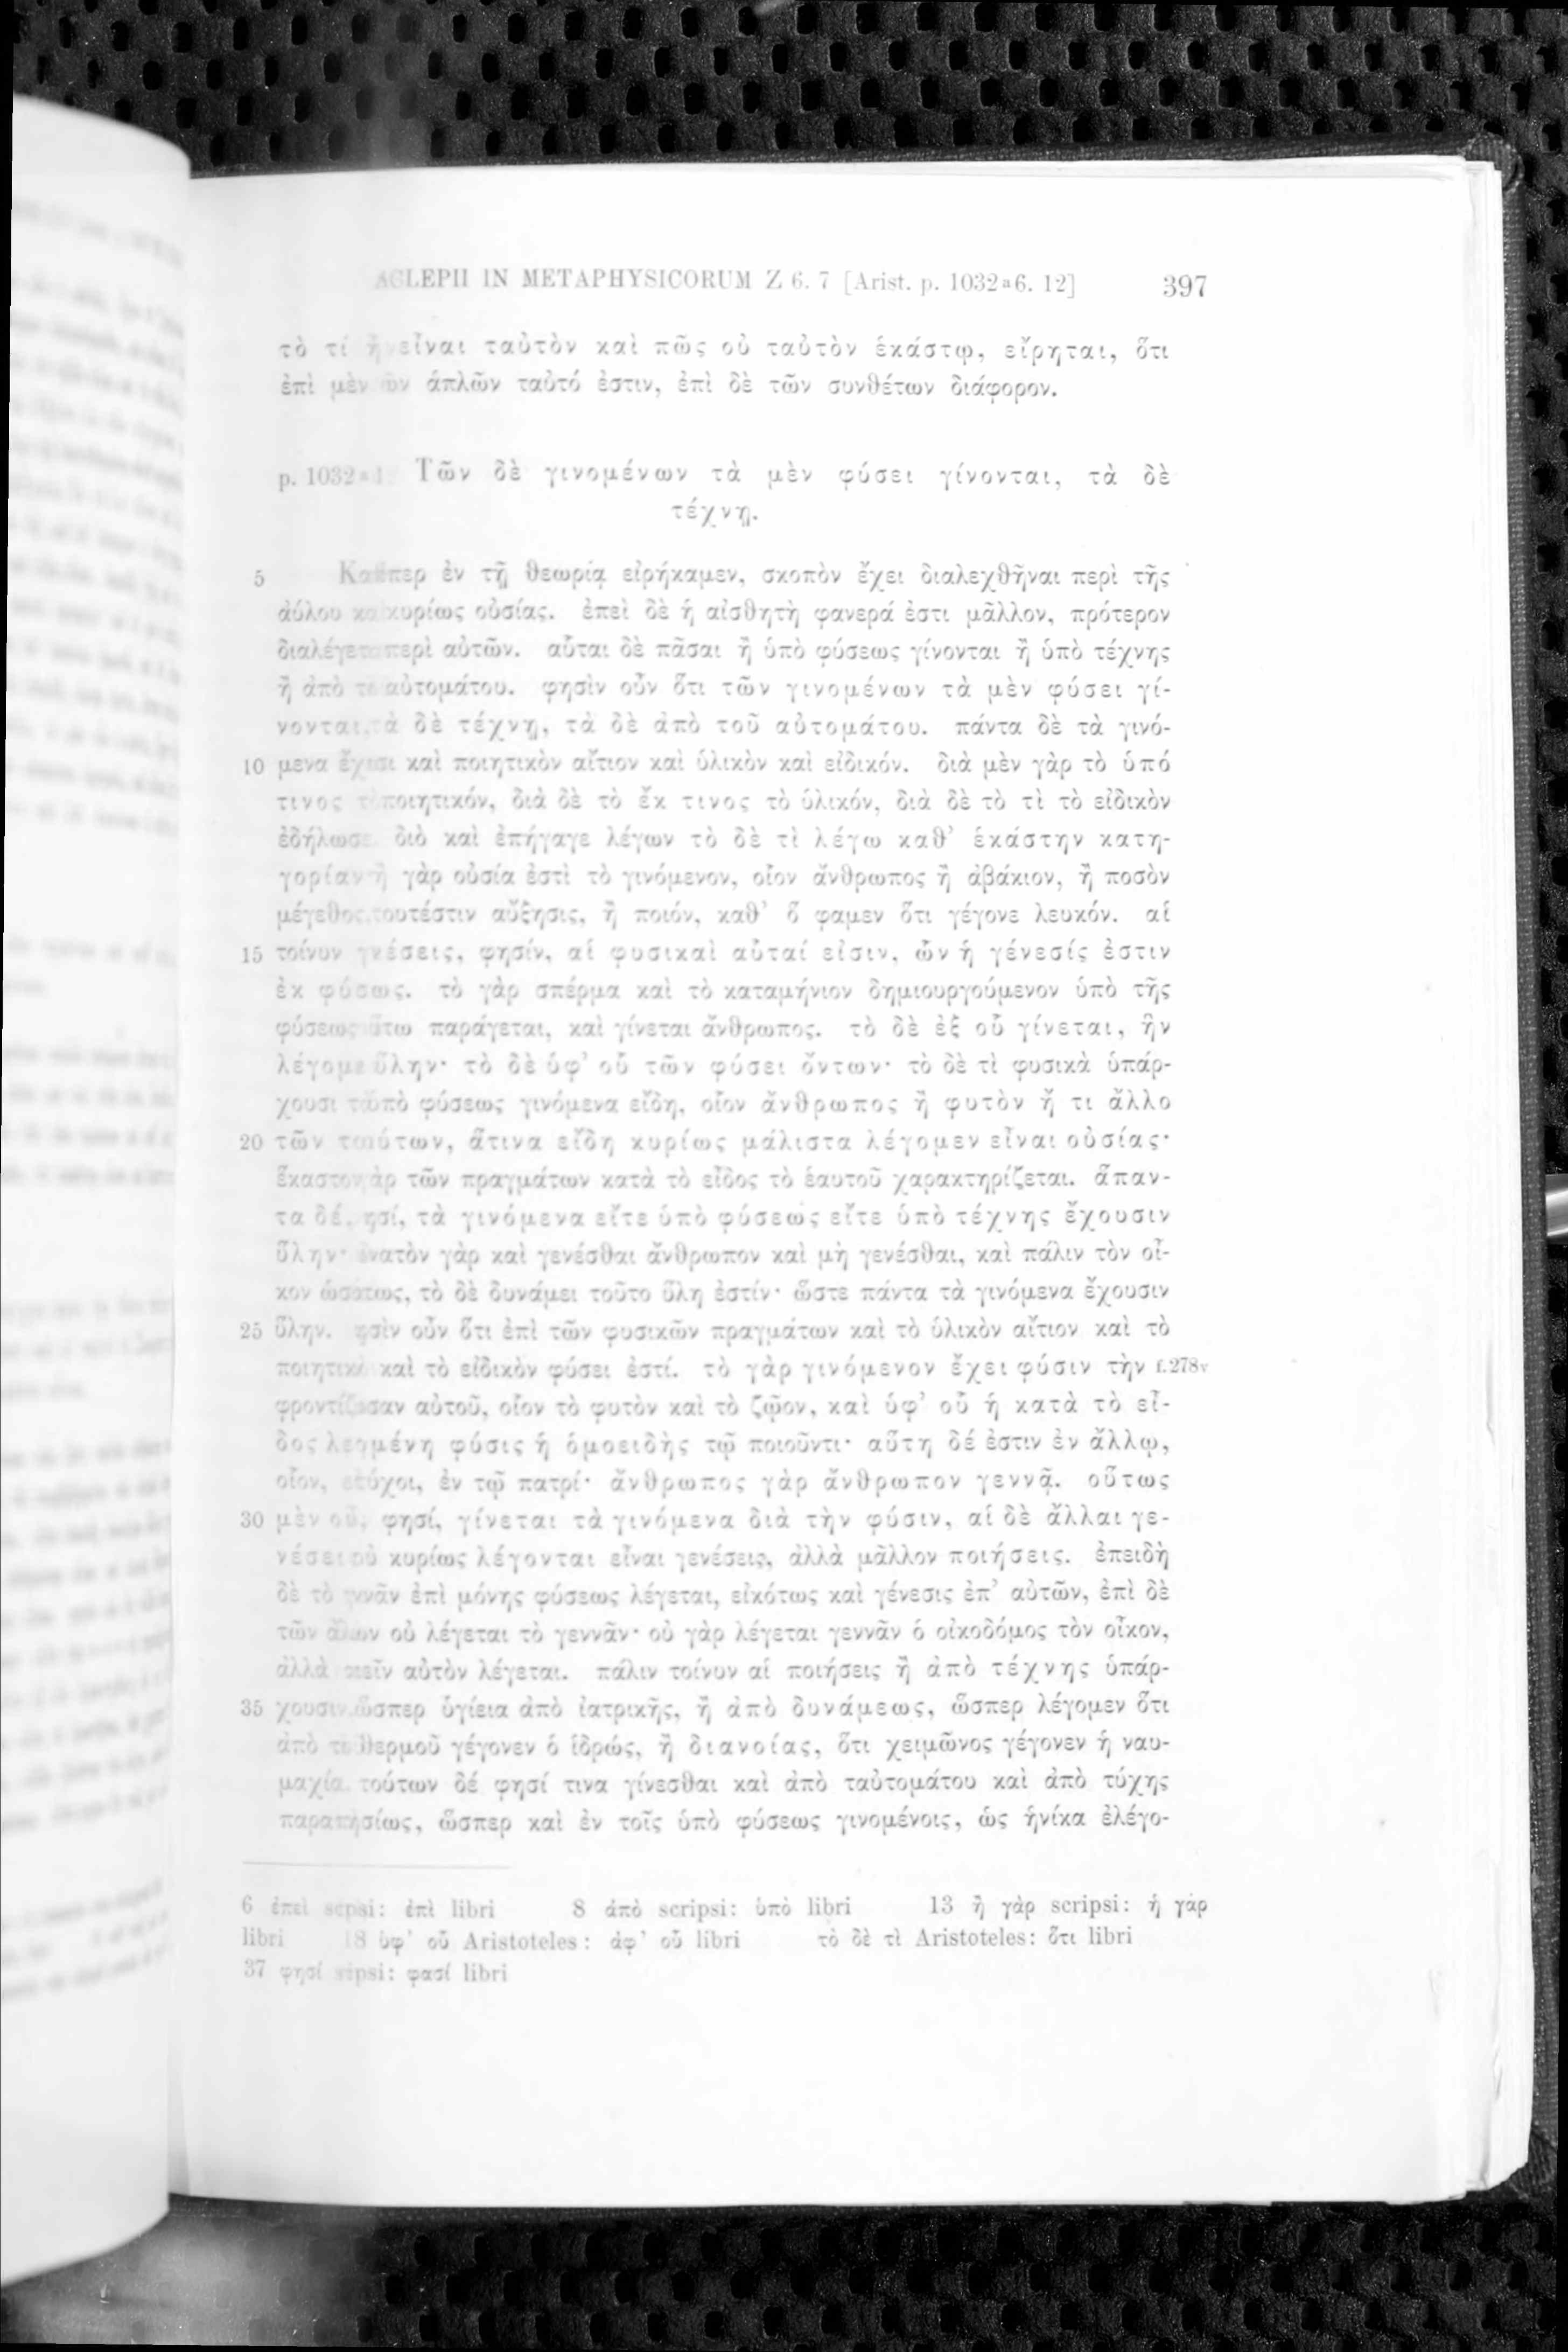 ASCLEPII IN METAPHYSICORUM Z 6. 7 [Arist. p. 1032a6. 12] 397
τὸ τί ἦν εἶναι ταὐτὸν καὶ πῶς οὐ ταὐτὸν ἑκάστῳ, εἴρηται, ὅτι
ἐπὶ μὲν τῶν ἁπλῶν ταὐτό ἐστιν, ἐπὶ δὲ τῶν συνθέτων διάφορον.
p. 1032a12 Τῶν δὲ γινομένων τὰ μὲν φύσει γίνονται, τὰ δὲ
τέχνῃ.
5 Καθάπερ ἐν τῇ θεωρίᾳ εἰρήκαμεν, σκοπὸν ἔχει διαλεχθῆναι περὶ τῆς
ἀύλου καὶ κυρίως οὐσίας. ἐπεὶ δὲ ἡ αἰσθητὴ φανερά ἐστι μᾶλλον, πρότερον
διαλέγεται περὶ αὐτῶν. αὗται δὲ πᾶσαι ἢ ὑπὸ φύσεως γίνονται ἢ ὑπὸ τέχνης
ἢ ἀπὸ τοῦ αὐτομάτου. φησὶν οὖν ὅτι τῶν γινομένων τὰ μὲν φύσει γί-
νονται, τὰ δὲ τέχνῃ, τὰ δὲ ἀπὸ τοῦ αὐτομάτου. πάντα δὲ τὰ γινό-
10 μενα ἔχουσι καὶ ποιητικὸν αἴτιον καὶ ὑλικὸν καὶ εἰδικόν. διὰ μὲν γὰρ τὸ ὑπό
τινος τὸ ποιητικόν, διὰ δὲ τὸ ἔκ τινος τὸ ὑλικόν, διὰ δὲ τὸ τὶ τὸ εἰδικὸν
ἐδήλωσε. διὸ καὶ ἐπήγαγε λέγων τὸ δὲ τὶ λέγω καθ’ ἑκάστην κατη-
γορίαν· ἢ γὰρ οὐσία ἐστὶ τὸ γινόμενον, οἷον ἄνθρωπος ἢ ἀβάκιον, ἢ ποσὸν
μέγεθος, τουτέστιν αὔξησις, ἢ ποιόν, καθ’ ὅ φαμεν ὅτι γέγονε λευκόν. αἱ
15 τοίνυν γενέσεις, φησίν, αἱ φυσικαὶ αὗταί εἰσιν, ὧν ἡ γένεσίς ἐστιν
ἐκ φύσεως. τὸ γὰρ σπέρμα καὶ τὸ καταμήνιον δημιουργούμενον ὑπὸ τῆς
φύσεως οὕτω παράγεται, καὶ γίνεται ἄνθρωπος. τὸ δὲ ἐξ οὗ γίνεται, ἣν
λέγομεν ὕλην· τὸ δὲ ὑφ’ οὗ τῶν φύσει ὄντων· τὸ δὲ τὶ φυσικὰ ὑπάρ-
χουσι τὰ ὑπὸ φύσεως γινόμενα εἴδη, οἷον ἄνθρωπος ἢ φυτὸν ἤ τι ἄλλο
20 τῶν τοιούτων, ἅτινα εἴδη κυρίως μάλιστα λέγομεν εἶναι οὐσίας·
ἕκαστον γὰρ τῶν πραγμάτων κατὰ τὸ εἶδος τὸ ἑαυτοῦ χαρακτηρίζεται. ἅπαν-
τα δέ, φησί, τὰ γινόμενα εἴτε ὑπὸ φύσεως εἴτε ὑπὸ τέχνης ἔχουσιν
ὕλην· δυνατὸν γὰρ καὶ γενέσθαι ἄνθρωπον καὶ μὴ γενέσθαι, καὶ πάλιν τὸν οἶ-
κον ὡσαύτως, τὸ δὲ δυνάμει τοῦτο ὕλη ἐστίν· ὥστε πάντα τὰ γινόμενα ἔχουσιν
25 ὕλην. φησὶν οὖν ὅτι ἐπὶ τῶν φυσικῶν πραγμάτων καὶ τὸ ὑλικὸν αἴτιον καὶ τὸ
ποιητικὸν καὶ τὸ εἰδικὸν φύσει ἐστί. τὸ γὰρ γινόμενον ἔχει φύσιν τὴν f.278v
φροντίζουσαν αὐτοῦ, οἷον τὸ φυτὸν καὶ τὸ ζῷον, καὶ ὑφ’ οὗ ἡ κατὰ τὸ εἶ-
δος λεγομένη φύσις ἡ ὁμοειδὴς τῷ ποιοῦντι· αὕτη δέ ἐστιν ἐν ἄλλῳ,
οἷον, εἰ τύχοι, ἐν τῷ πατρί· ἄνθρωπος γὰρ ἄνθρωπον γεννᾷ. οὕτως
30 μὲν οὖν, φησί, γίνεται τὰ γινόμενα διὰ τὴν φύσιν, αἱ δὲ ἄλλαι γε-
νέσεις οὐ κυρίως λέγονται εἶναι γενέσεις, ἀλλὰ μᾶλλον ποιήσεις. ἐπειδὴ
δὲ τὸ γεννᾶν ἐπὶ μόνης φύσεως λέγεται, εἰκότως καὶ γένεσις ἐπ’ αὐτῶν, ἐπὶ δὲ
τῶν ἄλλων οὐ λέγεται τὸ γεννᾶν· οὐ γὰρ λέγεται γεννᾶν ὁ οἰκοδόμος τὸν οἶκον,
ἀλλὰ ποιεῖν αὐτὸν λέγεται. πάλιν τοίνυν αἱ ποιήσεις ἢ ἀπὸ τέχνης ὑπάρ-
35 χουσιν, ὥσπερ ὑγίεια ἀπὸ ἰατρικῆς, ἢ ἀπὸ δυνάμεως, ὥσπερ λέγομεν ὅτι
ἀπὸ τοῦ θερμοῦ γέγονεν ὁ ἱδρώς, ἢ διανοίας, ὅτι χειμῶνος γέγονεν ἡ ναυ-
μαχία. τούτων δέ φησί τινα γίνεσθαι καὶ ἀπὸ ταὐτομάτου καὶ ἀπὸ τύχης
παραπλησίως, ὥσπερ καὶ ἐν τοῖς ὑπὸ φύσεως γινομένοις, ὡς ἡνίκα ἐλέγο-
6 ἐπεὶ scripsi: ἐπὶ libri 8 ἀπὸ scripsi: ὑπὸ libri 13 ἢ γὰρ scripsi: ἡ γὰρ
libri 18 ὑφ’ οὗ Aristoteles: ἀφ’ οὗ libri τὸ δὲ τὶ Aristoteles: ὅτι libri
37 φησί scripsi: φασί libri